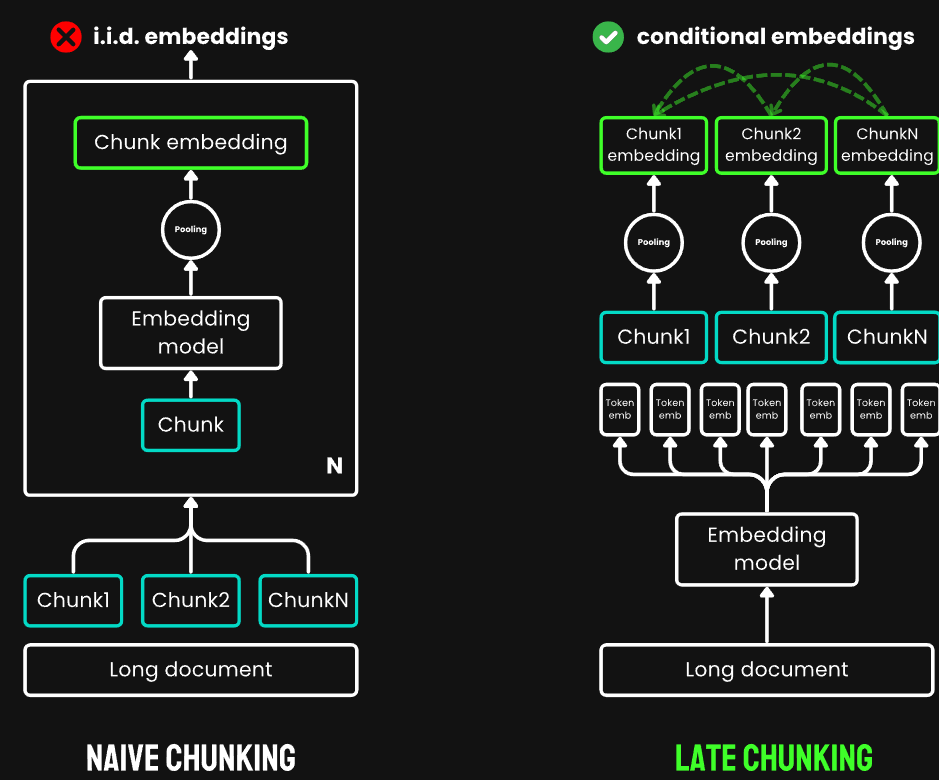 i.i.d. embeddings
Chunk embedding
Pooling
Embedding
model
Chunk
N
Chunk1
Chunk2
ChunkN
Long document
NAIVE CHUNKING
conditional embeddings
Chunk1
embedding
Chunk2
embedding
ChunkN
embedding
Pooling
Pooling
Pooling
Chunk1
Chunk2
ChunkN
Token
emb
Token
emb
Token
emb
Token
emb
Token
emb
Token
emb
Token
emb
Embedding
model
Long document
LATE CHUNKING